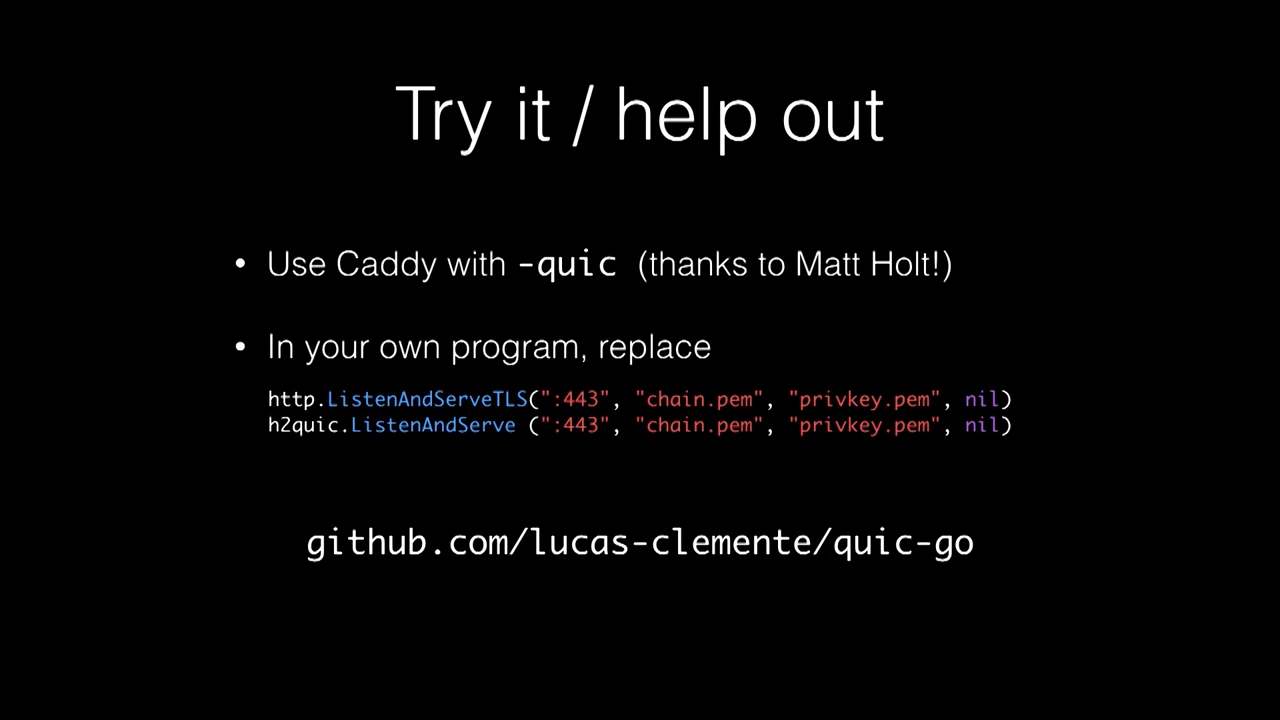 Try it / help out
• Use Caddy with -quic (thanks to Matt Holt!)
• In your own program, replace
http.ListenAndServeTLS(":443", "chain.pem", "privkey.pem", nil)
h2quic.ListenAndServe (":443", "chain.pem", "privkey.pem", nil)
github.com/lucas-clemente/quic-go